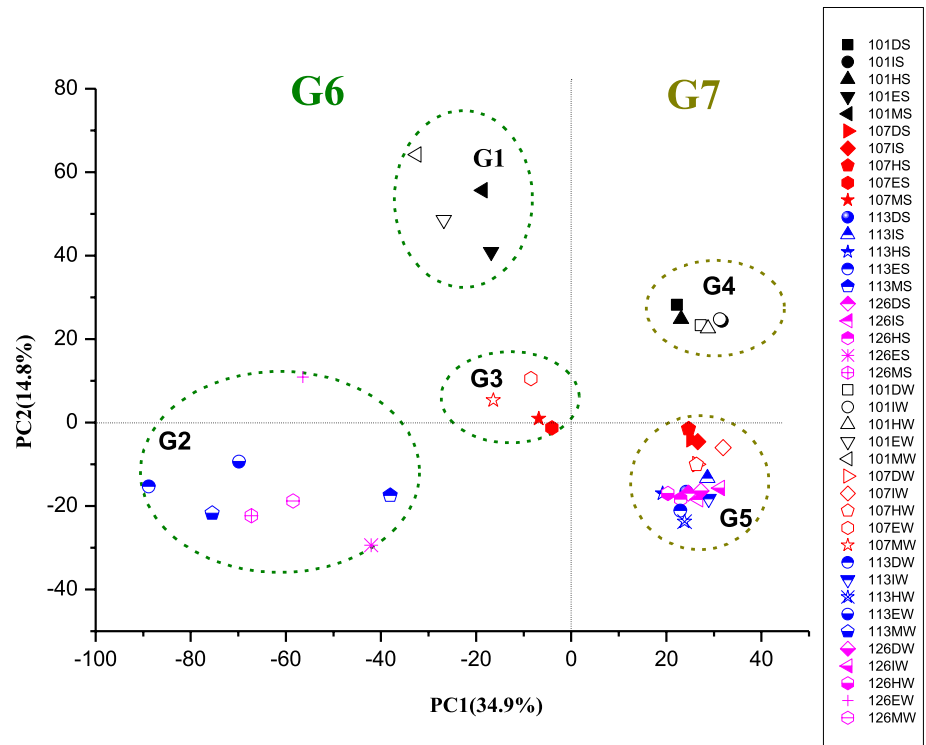 G6
G7
G1
G4
G3
G2
G5
80
60
40
20
0
-20
-40
-100
-80
-60
-40
-20
0
20
40
PC2(14.8%)
PC1(34.9%)
101DS
101IS
101HS
101ES
101MS
107DS
107IS
107HS
107ES
107MS
113DS
113IS
113HS
113ES
113MS
126DS
126IS
126HS
126ES
126MS
101DW
101IW
101HW
101EW
101MW
107DW
107IW
107HW
107EW
107MW
113DW
113IW
113HW
113EW
113MW
126DW
126IW
126HW
126EW
126MW